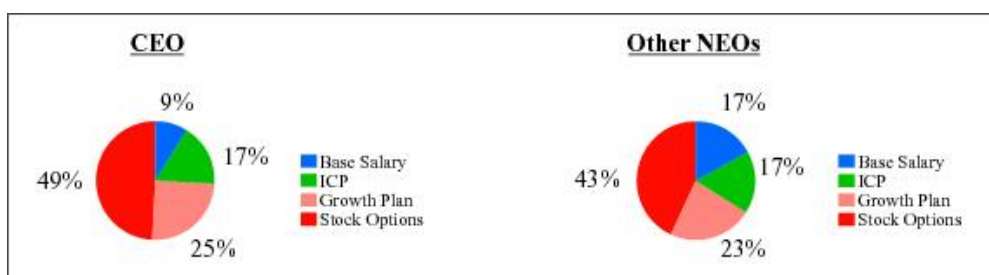 CEO
9%
17%
49%
25%
Base Salary
ICP
Growth Plan
Stock Options
Other NEOs
17%
17%
43%
23%
Base Salary
ICP
Growth Plan
Stock Options